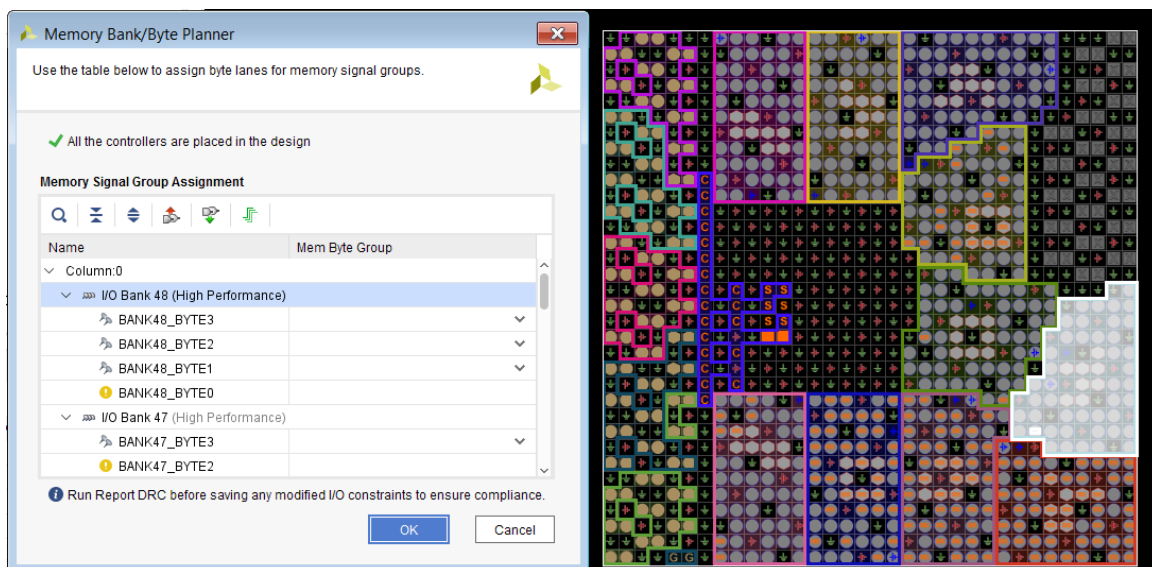 Memory Bank/Byte Planner
Use the table below to assign byte lanes for memory signal groups.
All the controllers are placed in the design
Memory Signal Group Assignment
Name Mem Byte Group
Column:0
I/O Bank 48 (High Performance)
BANK48_BYTE3
BANK48_BYTE2
BANK48_BYTE1
BANK48_BYTE0
I/O Bank 47 (High Performance)
BANK47_BYTE3
BANK47_BYTE2
Run Report DRC before saving any modified I/O constraints to ensure compliance.
OK Cancel
C
C
C
C
C
C
C C S S
C C S S
C C S S
C
C C
C C
C
G G